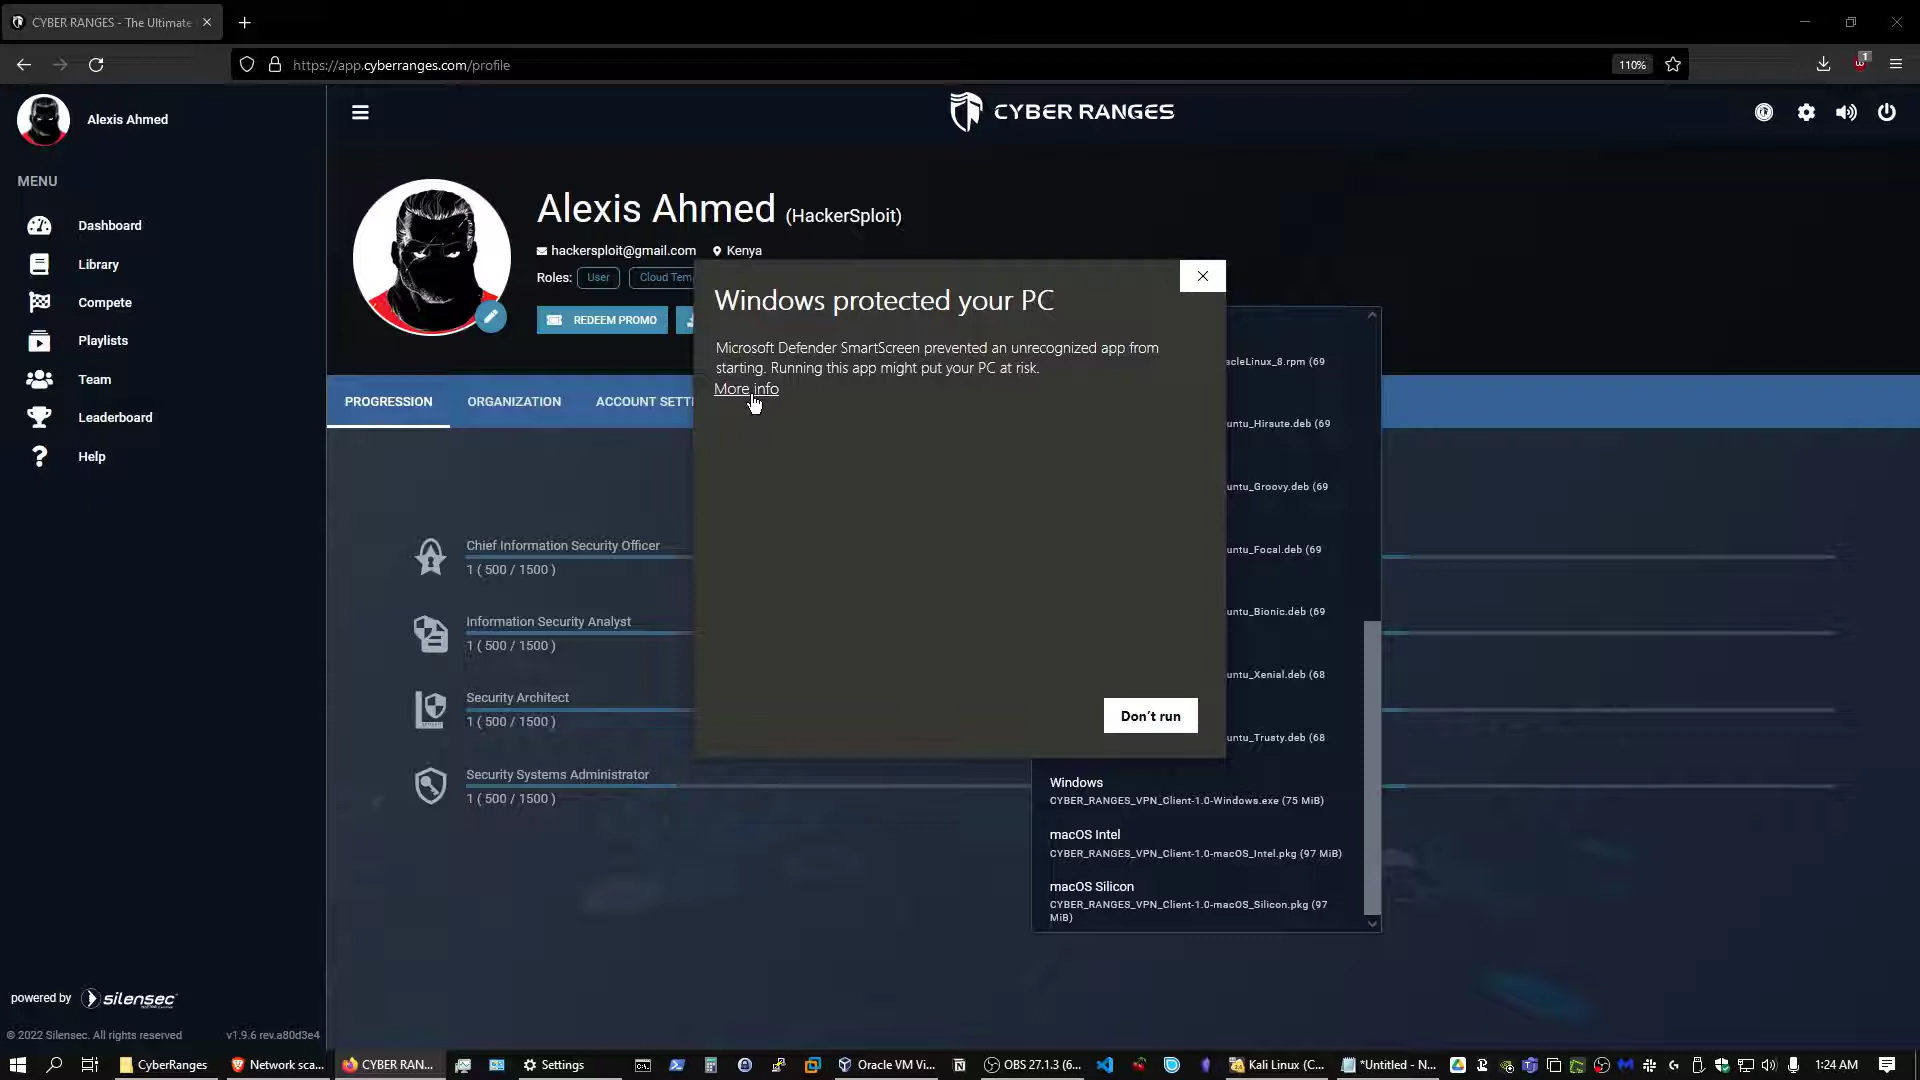 CYBER RANGES - The Ultimate
https://app.cyberranges.com/profile
110%
1
Alexis Ahmed
CYBER RANGES
MENU
Dashboard
Library
Compete
Playlists
Team
Leaderboard
Help
Alexis Ahmed (HackerSploit)
hackersploit@gmail.com
Kenya
Roles:
User
Cloud Tem
REDEEM PROMO
PROGRESSION
ORGANIZATION
ACCOUNT SETTI
Windows protected your PC
Microsoft Defender SmartScreen prevented an unrecognized app from
starting. Running this app might put your PC at risk.
More info
Don't run
acleLinux_8.rpm (69
untu_Hirsute.deb (69
untu_Groovy.deb (69
untu_Focal.deb (69
untu_Bionic.deb (69
untu_Xenial.deb (68
untu_Trusty.deb (68
Windows
CYBER_RANGES_VPN_Client-1.0-Windows.exe (75 MiB)
macOS Intel
CYBER_RANGES_VPN_Client-1.0-macOS_Intel.pkg (97 MiB)
macOS Silicon
CYBER_RANGES_VPN_Client-1.0-macOS_Silicon.pkg (97
MiB)
Chief Information Security Officer
1 ( 500 / 1500 )
Information Security Analyst
1 ( 500 / 1500 )
Security Architect
1 ( 500 / 1500 )
Security Systems Administrator
1 ( 500 / 1500 )
powered by silensec
© 2022 Silensec. All rights reserved
v1.9.6 rev.a80d3e4
CyberRanges
Network sca...
CYBER RAN...
Settings
Oracle VM Vi...
OBS 27.1.3 (6...
Kali Linux (C...
*Untitled - N...
1:24 AM